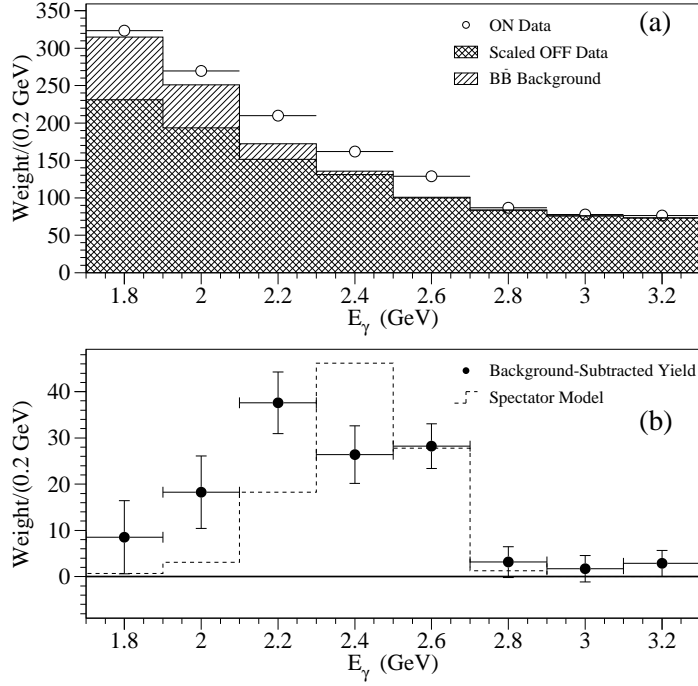 (a)
ON Data
Scaled OFF Data
BB̄ Background
Weight/(0.2 GeV)
350
300
250
200
150
100
50
0
1.8 2 2.2 2.4 2.6 2.8 3 3.2
E_γ (GeV)
(b)
Background-Subtracted Yield
Spectator Model
Weight/(0.2 GeV)
40
30
20
10
0
1.8 2 2.2 2.4 2.6 2.8 3 3.2
E_γ (GeV)